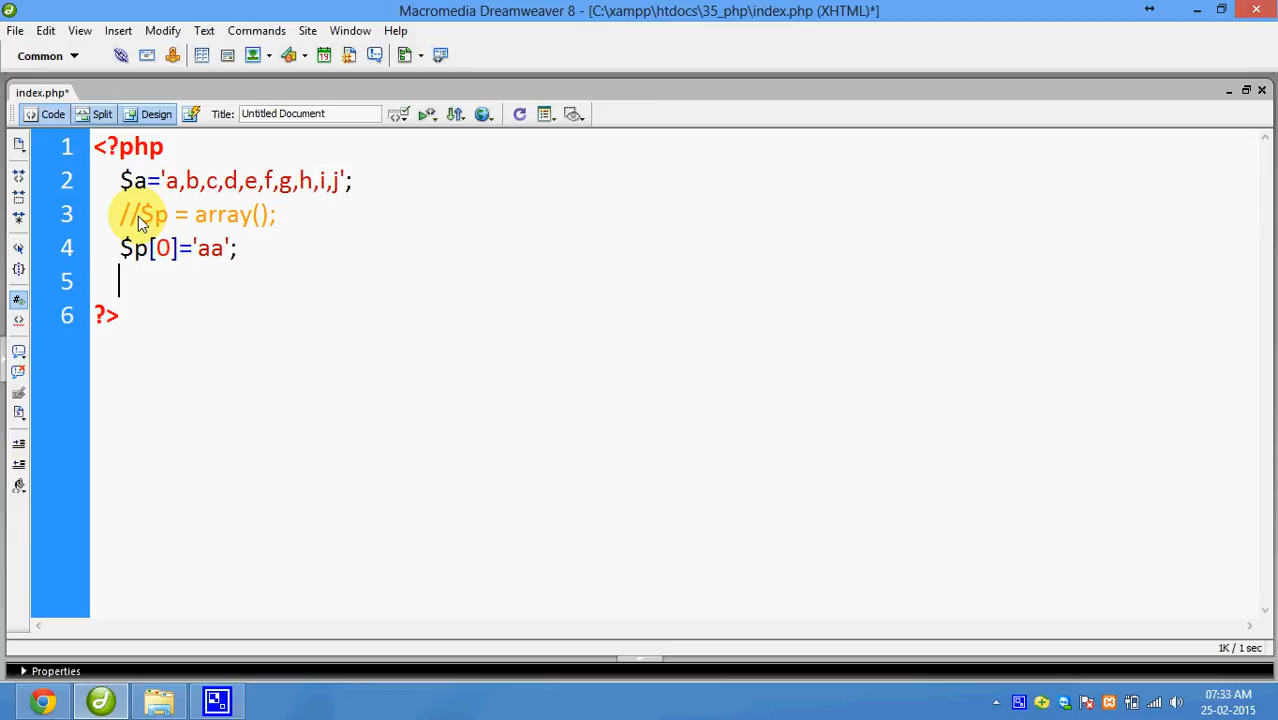 Macromedia Dreamweaver 8 - [C:\xampp\htdocs\35_php\index.php (XHTML)*]
File Edit View Insert Modify Text Commands Site Window Help
Common
index.php*
Code Split Design Title: Untitled Document
1 <?php
2 $a='a,b,c,d,e,f,g,h,i,j';
3 //$p = array();
4 $p[0]='aa';
5
6 ?>
1K / 1 sec
Properties
07:33 AM
25-02-2015